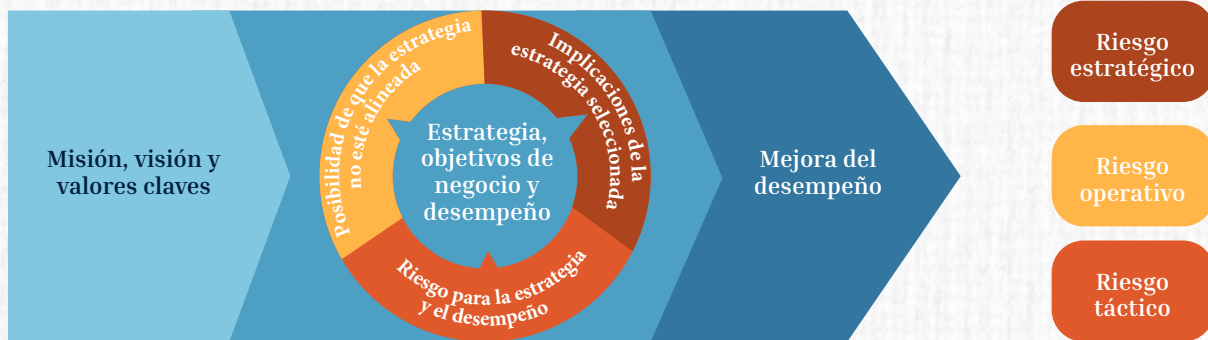 Misión, visión y
valores claves
Posibilidad de que la estrategia
no esté alineada
Implicaciones de la
estrategia seleccionada
Estrategia,
objetivos de
negocio y
desempeño
Riesgo para la estrategia
y el desempeño
Mejora del
desempeño
Riesgo
estratégico
Riesgo
operativo
Riesgo
táctico